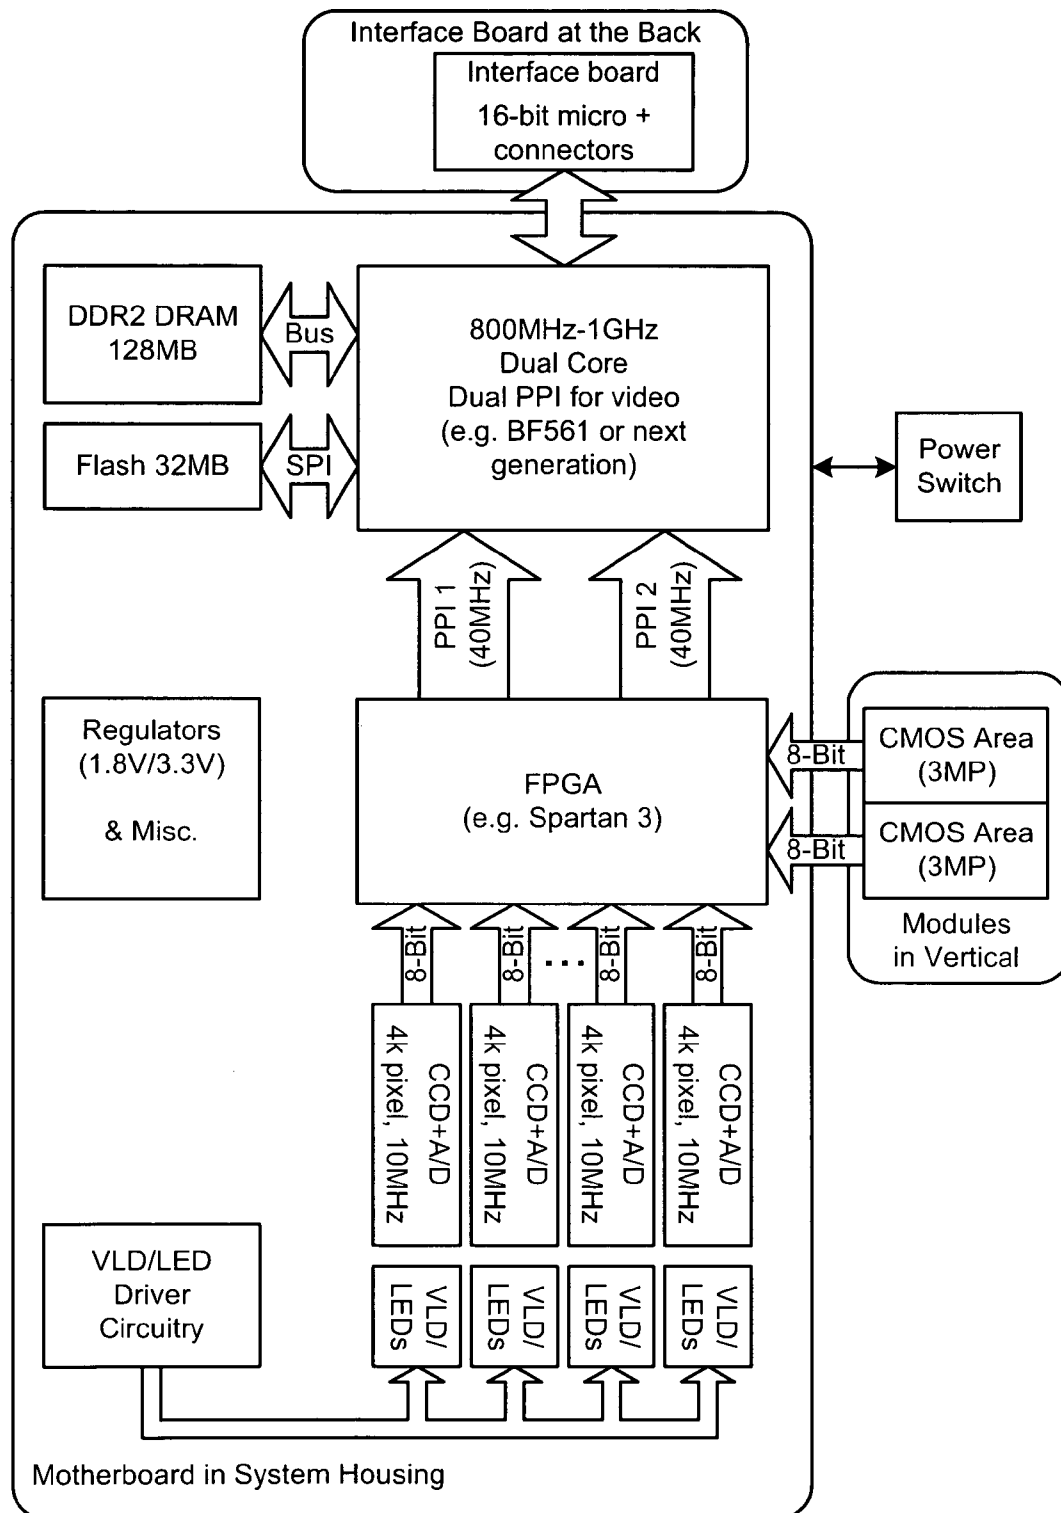 Interface Board at the Back
Interface board
16-bit micro +
connectors
DDR2 DRAM
128MB
Bus
800MHz-1GHz
Dual Core
Dual PPI for video
(e.g. BF561 or next
generation)
Flash 32MB
SPI
Power
Switch
PPI 1
(40MHz)
PPI 2
(40MHz)
Regulators
(1.8V/3.3V)
& Misc.
FPGA
(e.g. Spartan 3)
8-Bit
CMOS Area
(3MP)
8-Bit
CMOS Area
(3MP)
Modules
in Vertical
8-Bit
8-Bit
...
8-Bit
8-Bit
CCD+A/D
4k pixel, 10MHz
CCD+A/D
4k pixel, 10MHz
CCD+A/D
4k pixel, 10MHz
CCD+A/D
4k pixel, 10MHz
VLD/LED
Driver
Circuitry
VLD/
LEDs
VLD/
LEDs
VLD/
LEDs
VLD/
LEDs
Motherboard in System Housing